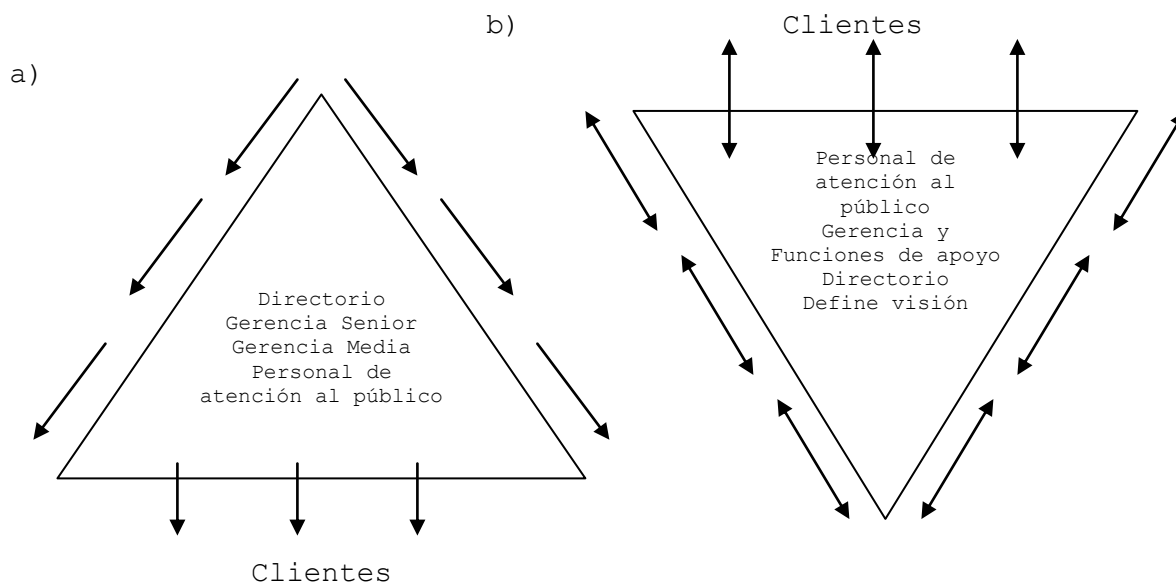 a)
Directorio
Gerencia Senior
Gerencia Media
Personal de
atención al público
Clientes
b)
Clientes
Personal de
atención al
público
Gerencia y
Funciones de apoyo
Directorio
Define visión